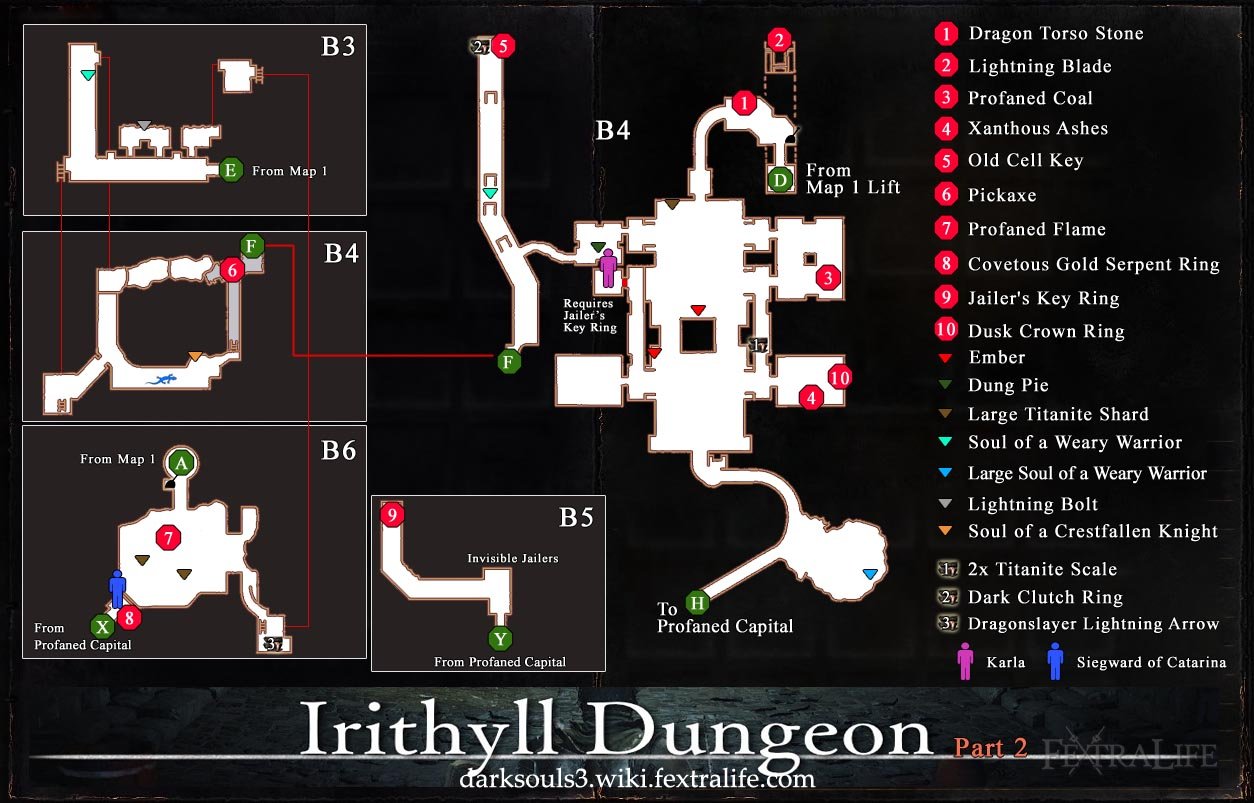 B3
E
From Map 1
B4
F
6
B6
From Map 1
A
7
8
X
From
Profaned Capital
3
B5
9
Invisible Jailers
Y
From Profaned Capital
2
5
B4
2
1
D
From
Map 1 Lift
3
Requires
Jailer's
Key Ring
F
1
10
4
To
Profaned Capital
H
1 Dragon Torso Stone
2 Lightning Blade
3 Profaned Coal
4 Xanthous Ashes
5 Old Cell Key
6 Pickaxe
7 Profaned Flame
8 Covetous Gold Serpent Ring
9 Jailer's Key Ring
10 Dusk Crown Ring
Ember
Dung Pie
Large Titanite Shard
Soul of a Weary Warrior
Large Soul of a Weary Warrior
Lightning Bolt
Soul of a Crestfallen Knight
1 2x Titanite Scale
2 Dark Clutch Ring
3 Dragonslayer Lightning Arrow
Karla
Siegward of Catarina
Irithyll Dungeon Part 2
FEXTRALIFE
darksouls3.wiki.fextralife.com